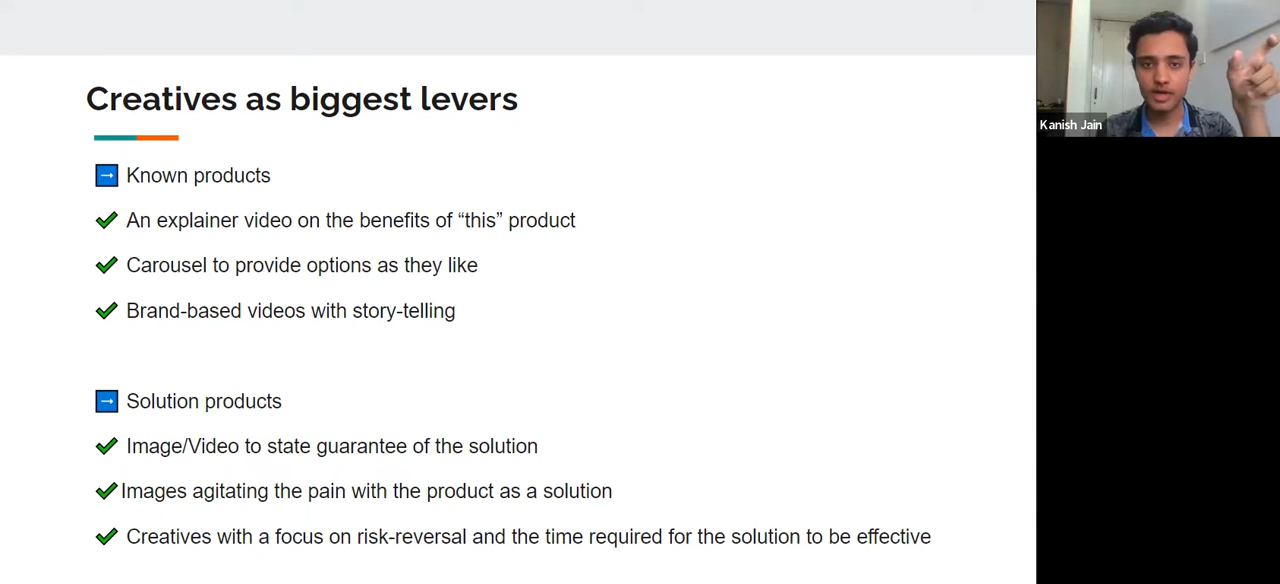 Creatives as biggest levers
Known products
An explainer video on the benefits of “this” product
Carousel to provide options as they like
Brand-based videos with story-telling
Solution products
Image/Video to state guarantee of the solution
Images agitating the pain with the product as a solution
Creatives with a focus on risk-reversal and the time required for the solution to be effective
Kanish Jain